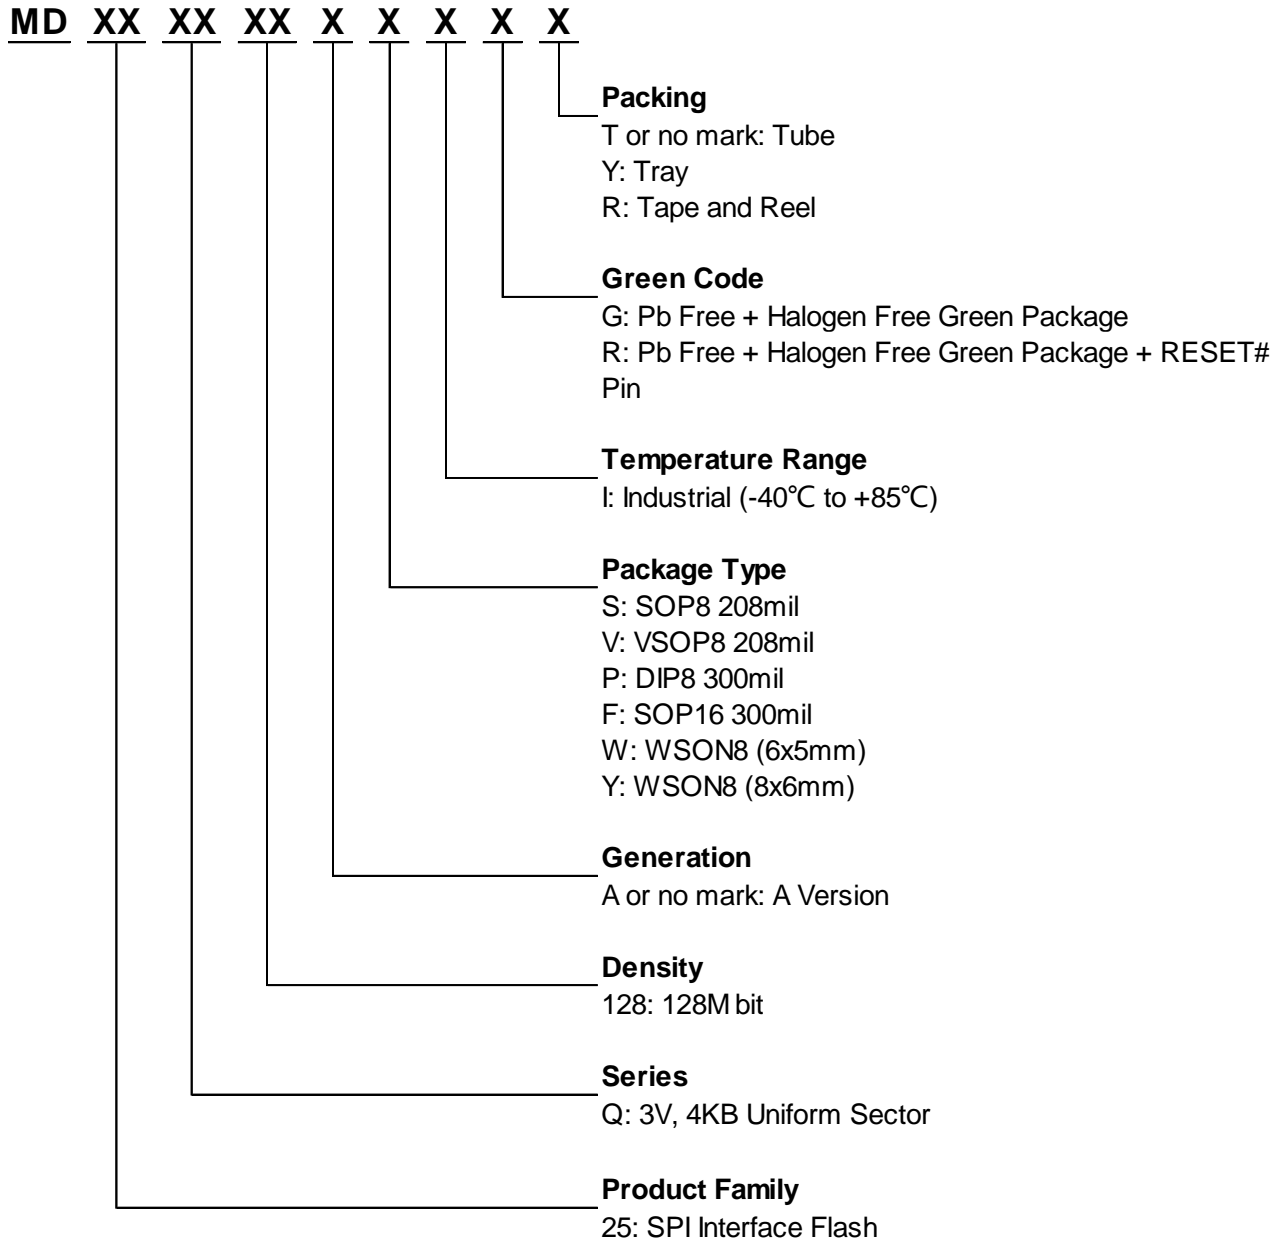 MD XX XX XX X X X X X
Packing
T or no mark: Tube
Y: Tray
R: Tape and Reel
Green Code
G: Pb Free + Halogen Free Green Package
R: Pb Free + Halogen Free Green Package + RESET#
Pin
Temperature Range
I: Industrial (-40℃ to +85℃)
Package Type
S: SOP8 208mil
V: VSOP8 208mil
P: DIP8 300mil
F: SOP16 300mil
W: WSON8 (6x5mm)
Y: WSON8 (8x6mm)
Generation
A or no mark: A Version
Density
128: 128M bit
Series
Q: 3V, 4KB Uniform Sector
Product Family
25: SPI Interface Flash